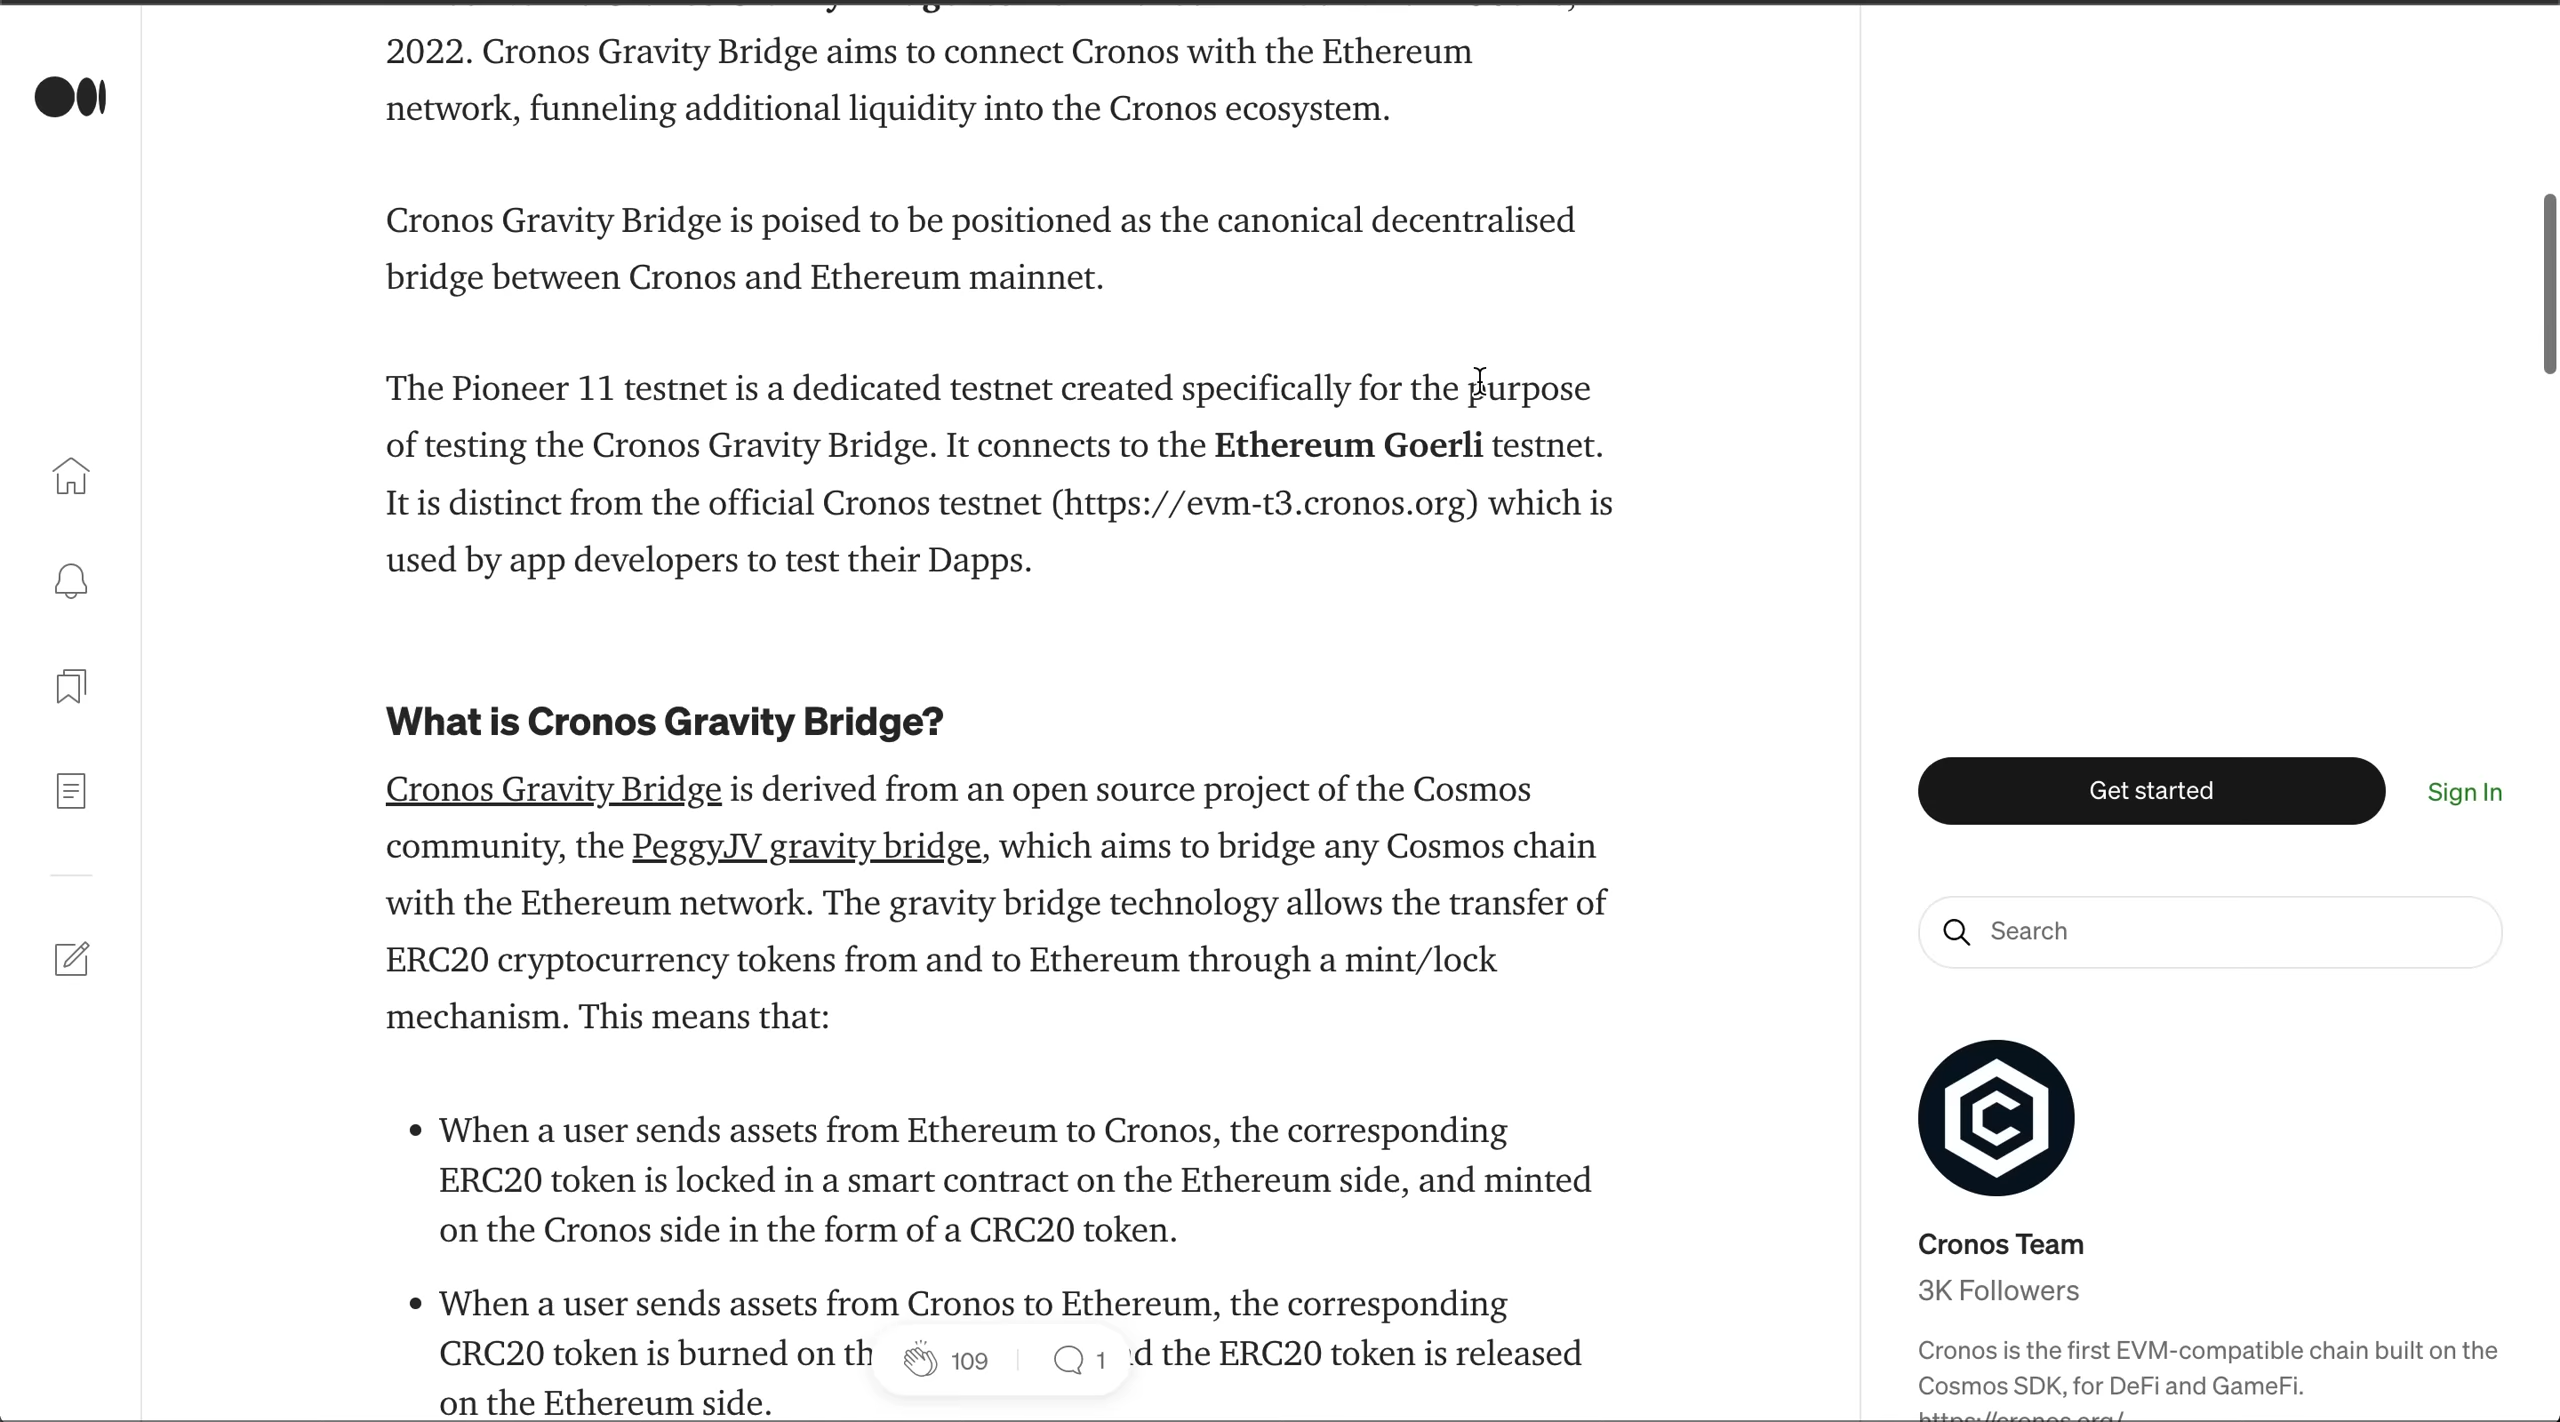 2022. Cronos Gravity Bridge aims to connect Cronos with the Ethereum
network, funneling additional liquidity into the Cronos ecosystem.
Cronos Gravity Bridge is poised to be positioned as the canonical decentralised
bridge between Cronos and Ethereum mainnet.
The Pioneer 11 testnet is a dedicated testnet created specifically for the purpose
of testing the Cronos Gravity Bridge. It connects to the Ethereum Goerli testnet.
It is distinct from the official Cronos testnet (https://evm-t3.cronos.org) which is
used by app developers to test their Dapps.
What is Cronos Gravity Bridge?
Cronos Gravity Bridge is derived from an open source project of the Cosmos
community, the PeggyJV gravity bridge, which aims to bridge any Cosmos chain
with the Ethereum network. The gravity bridge technology allows the transfer of
ERC20 cryptocurrency tokens from and to Ethereum through a mint/lock
mechanism. This means that:
• When a user sends assets from Ethereum to Cronos, the corresponding
ERC20 token is locked in a smart contract on the Ethereum side, and minted
on the Cronos side in the form of a CRC20 token.
• When a user sends assets from Cronos to Ethereum, the corresponding
CRC20 token is burned on the ERC20 token is released
on the Ethereum side.
109
1
Get started
Sign In
Search
Cronos Team
3K Followers
Cronos is the first EVM-compatible chain built on the
Cosmos SDK, for DeFi and GameFi.
https://cronos.org/